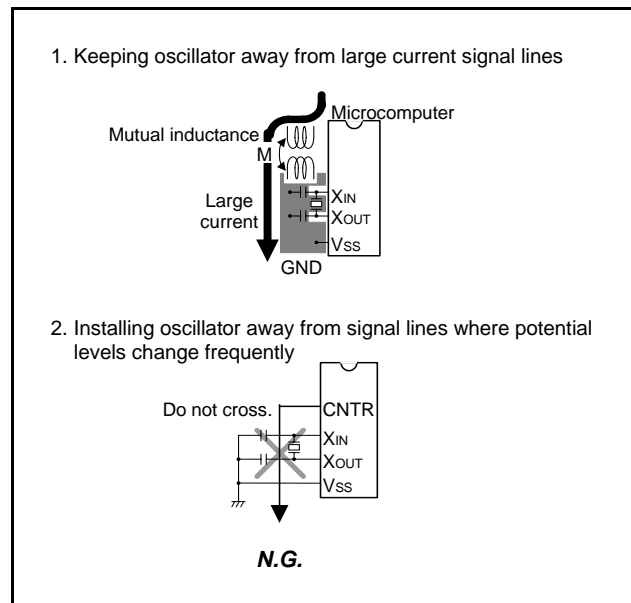 1. Keeping oscillator away from large current signal lines
Microcomputer
Mutual inductance
M
Large
current
XIN
XOUT
VSS
GND
2. Installing oscillator away from signal lines where potential
levels change frequently
Do not cross.
CNTR
XIN
XOUT
VSS
N.G.